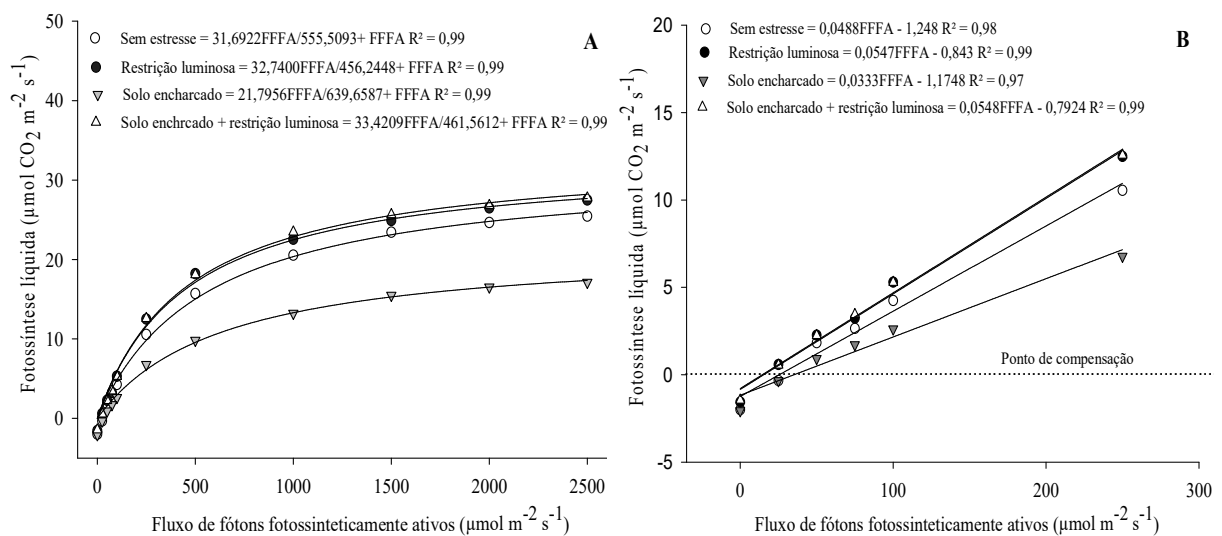 50
40
30
20
10
0
Fotossíntese líquida (µmol CO2 m-2 s-1)
Sem estresse = 31,6922FFFA/555,5093+ FFFA R² = 0,99
Restrição luminosa = 32,7400FFFA/456,2448+ FFFA R² = 0,99
Solo encharcado = 21,7956FFFA/639,6587+ FFFA R² = 0,99
Solo enchrcado + restrição luminosa = 33,4209FFFA/461,5612+ FFFA R² = 0,99
A
0 500 1000 1500 2000 2500
Fluxo de fótons fotossinteticamente ativos (µmol m-2 s-1)
20
15
10
5
0
-5
Fotossíntese líquida (µmol CO2 m-2 s-1)
Sem estresse = 0,0488FFFA - 1,248 R² = 0,98
Restrição luminosa = 0,0547FFFA - 0,843 R² = 0,99
Solo encharcado = 0,0333FFFA - 1,1748 R² = 0,97
Solo encharcado + restrição luminosa = 0,0548FFFA - 0,7924 R² = 0,99
B
Ponto de compensação
0 100 200 300
Fluxo de fótons fotossinteticamente ativos (µmol m-2 s-1)